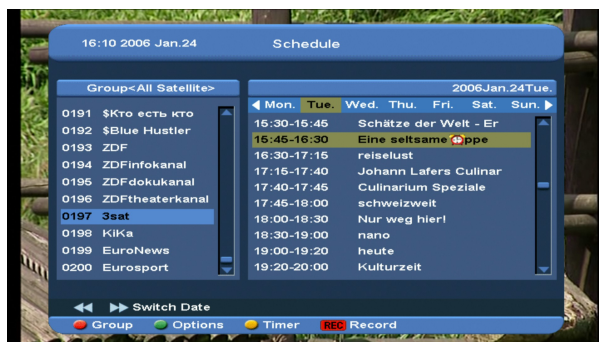 16:10 2006 Jan.24 Schedule
Group<All Satellite>
0191 $Кто есть кто
0192 $Blue Hustler
0193 ZDF
0194 ZDFinfokanal
0195 ZDFdokukanal
0196 ZDFtheaterkanal
0197 3sat
0198 KiKa
0199 EuroNews
0200 Eurosport
2006Jan.24Tue.
Mon. Tue. Wed. Thu. Fri. Sat. Sun.
15:30-15:45 Schätze der Welt - Er
15:45-16:30 Eine seltsame ppe
16:30-17:15 reiselust
17:15-17:40 Johann Lafers Culinar
17:40-17:45 Culinarium Speziale
17:45-18:00 schweizweit
18:00-18:30 Nur weg hier!
18:30-19:00 nano
19:00-19:20 heute
19:20-20:00 Kulturzeit
Switch Date
Group Options Timer REC Record